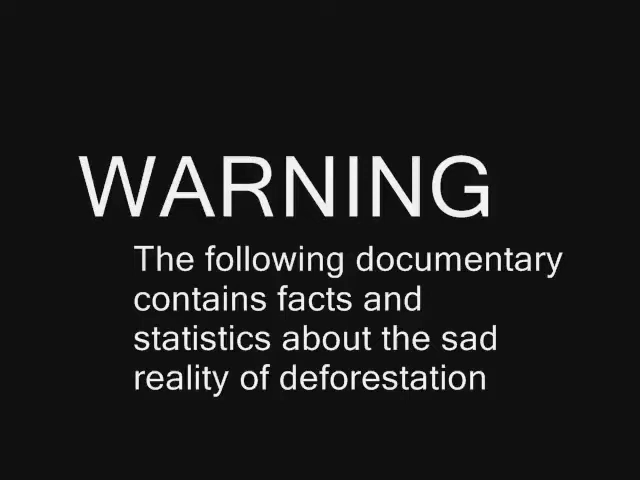 WARNING
The following documentary
contains facts and
statistics about the sad
reality of deforestation